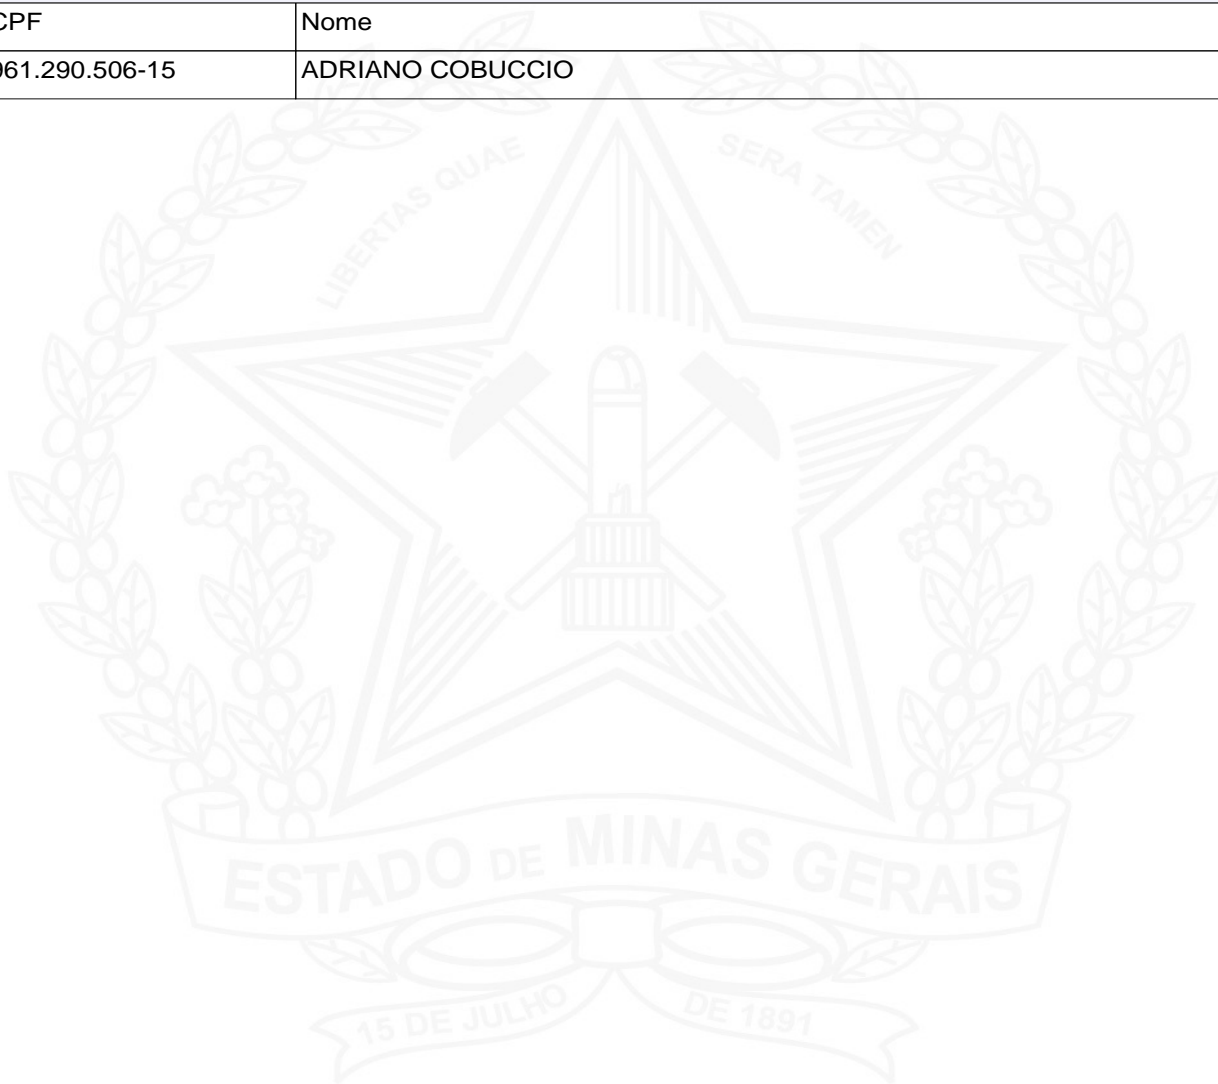 CPF Nome
961.290.506-15 ADRIANO COBUCCIO
LIBERTAS QUAE SERA TAMEN
ESTADO DE MINAS GERAIS
15 DE JULHO DE 1891